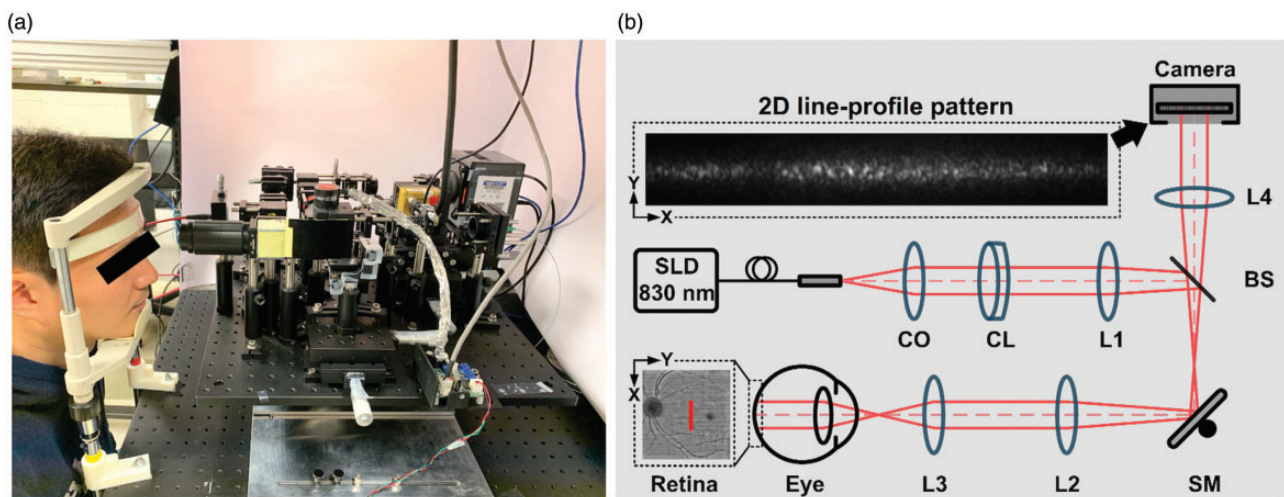 (a)
(b)
Camera
2D line-profile pattern
Y
X
L4
SLD
830 nm
BS
CO
CL
L1
Y
X
Retina
Eye
L3
L2
SM